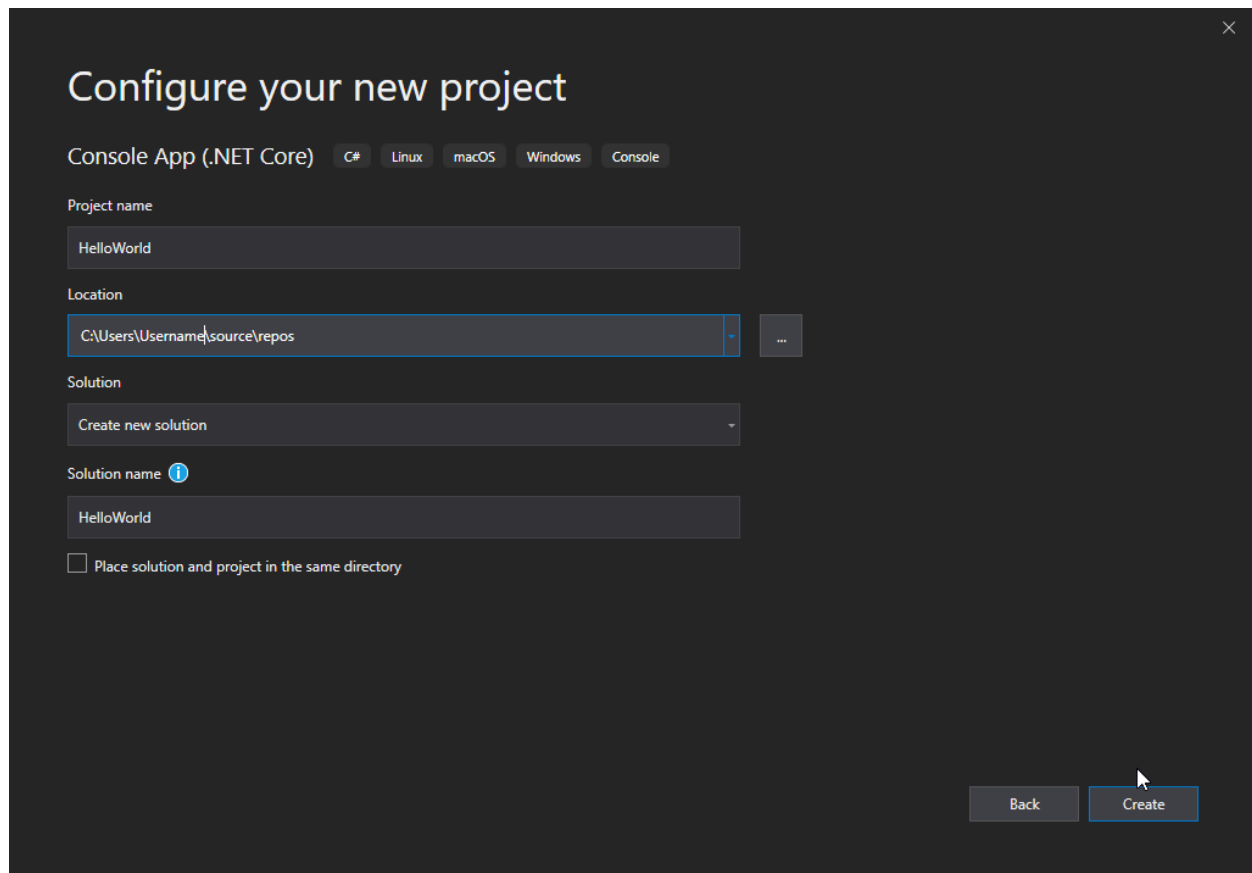 Configure your new project
Console App (.NET Core) C# Linux macOS Windows Console
Project name
HelloWorld
Location
C:\Users\Username\source\repos
...
Solution
Create new solution
Solution name
HelloWorld
Place solution and project in the same directory
Back Create